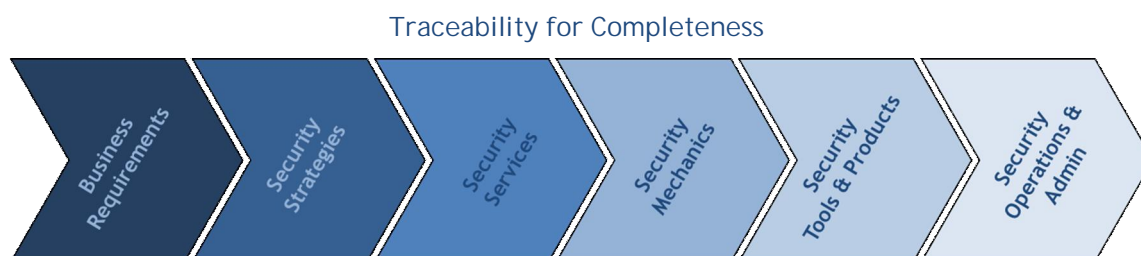 Traceability for Completeness
Business
Requirements
Security
Strategies
Security
Services
Security
Mechanics
Security
Tools & Products
Security
Operations &
Admin